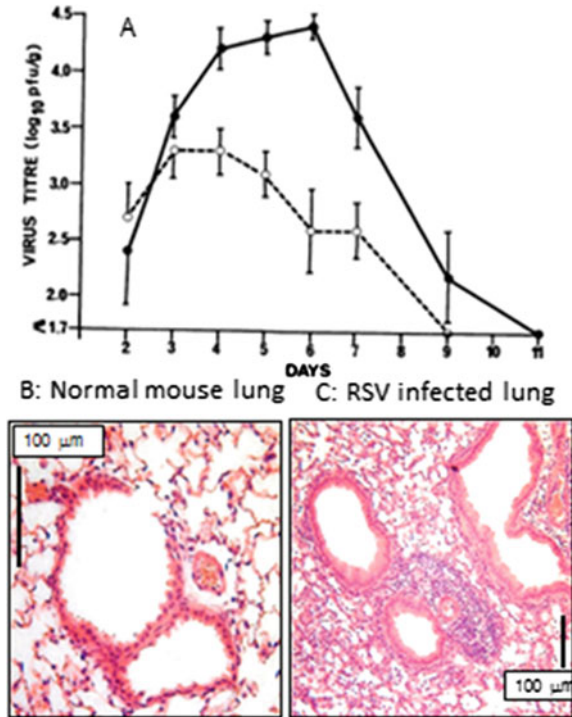 A
VIRUS TITRE (log10 pfu/g)
4.5
4.0
3.5
3.0
2.5
2.0
<1.7
2 3 4 5 6 7 8 9 10 11
DAYS
B: Normal mouse lung C: RSV infected lung
100 µm
100 µm